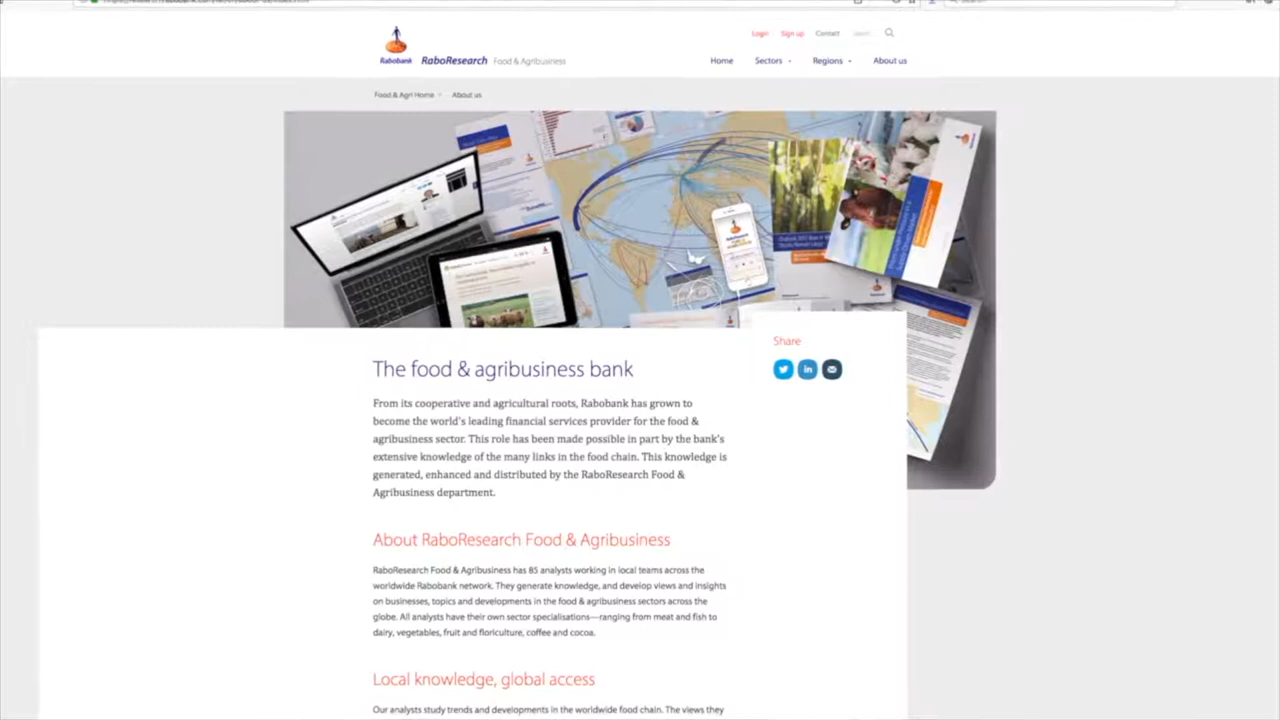 Login Sign up Contact
Rabobank RaboResearch Food & Agribusiness
Home Sectors Regions About us
Food & Agri Home About us
The food & agribusiness bank
From its cooperative and agricultural roots, Rabobank has grown to
become the world's leading financial services provider for the food &
agribusiness sector. This role has been made possible in part by the bank's
extensive knowledge of the many links in the food chain. This knowledge is
generated, enhanced and distributed by the RaboResearch Food &
Agribusiness department.
Share
About RaboResearch Food & Agribusiness
RaboResearch Food & Agribusiness has 85 analysts working in local teams across the
worldwide Rabobank network. They generate knowledge, and develop views and insights
on businesses, topics and developments in the food & agribusiness sectors across the
globe. All analysts have their own sector specialisations—ranging from meat and fish to
dairy, vegetables, fruit and floriculture, coffee and cocoa.
Local knowledge, global access
Our analysts study trends and developments in the worldwide food chain. The views they